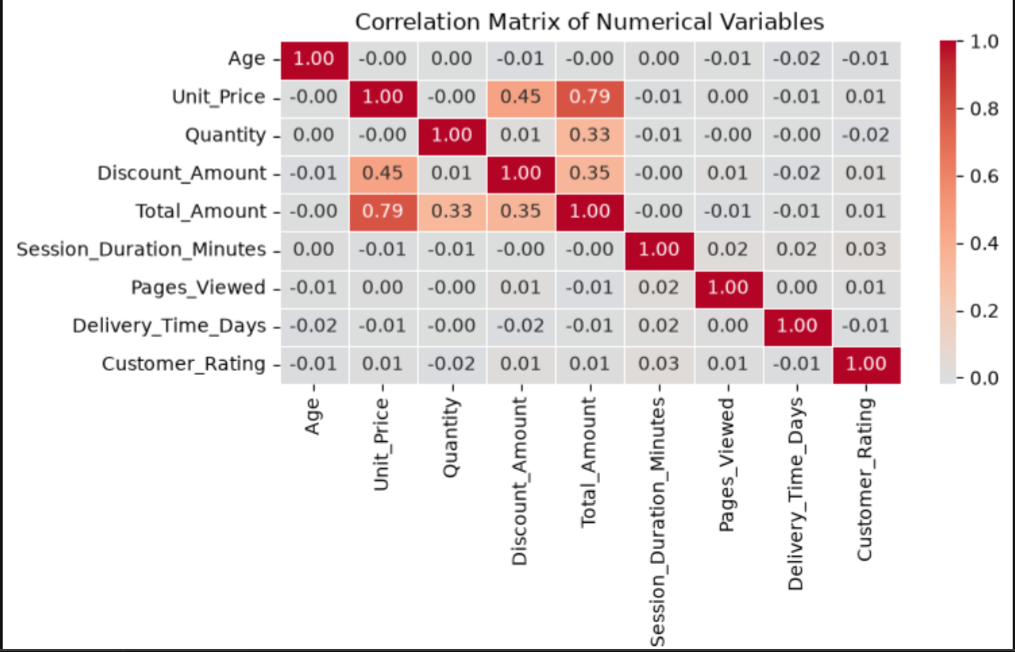 Correlation Matrix of Numerical Variables
Age 1.00 -0.00 0.00 -0.01 -0.00 0.00 -0.01 -0.02 -0.01
Unit_Price -0.00 1.00 -0.00 0.45 0.79 -0.01 0.00 -0.01 0.01
Quantity 0.00 -0.00 1.00 0.01 0.33 -0.01 -0.00 -0.00 -0.02
Discount_Amount -0.01 0.45 0.01 1.00 0.35 -0.00 0.01 -0.02 0.01
Total_Amount -0.00 0.79 0.33 0.35 1.00 -0.00 -0.01 -0.01 0.01
Session_Duration_Minutes 0.00 -0.01 -0.01 -0.00 -0.00 1.00 0.02 0.02 0.03
Pages_Viewed -0.01 0.00 -0.00 0.01 -0.01 0.02 1.00 0.00 0.01
Delivery_Time_Days -0.02 -0.01 -0.00 -0.02 -0.01 0.02 0.00 1.00 -0.01
Customer_Rating -0.01 0.01 -0.02 0.01 0.01 0.03 0.01 -0.01 1.00
Age
Unit_Price
Quantity
Discount_Amount
Total_Amount
Session_Duration_Minutes
Pages_Viewed
Delivery_Time_Days
Customer_Rating
1.0
0.8
0.6
0.4
0.2
0.0